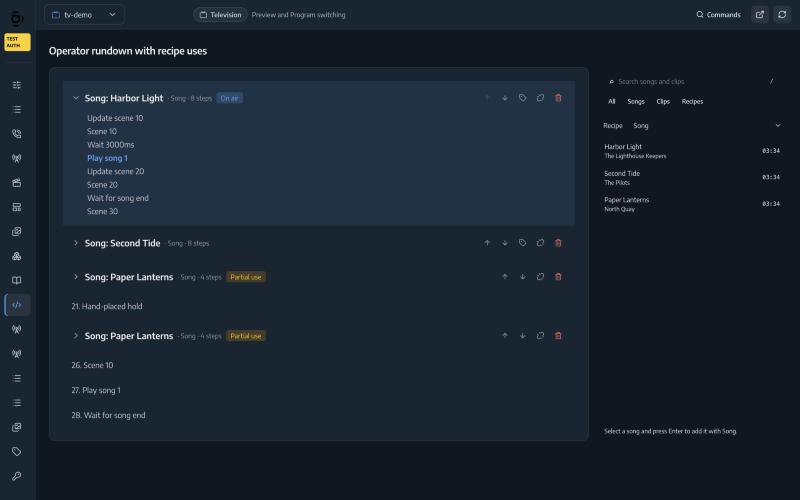 tv-demo
Television
Preview and Program switching
Commands
TEST
AUTH
Operator rundown with recipe uses
Song: Harbor Light · Song · 8 steps On air
Update scene 10
Scene 10
Wait 3000ms
Play song 1
Update scene 20
Scene 20
Wait for song end
Scene 30
Song: Second Tide · Song · 8 steps
Song: Paper Lanterns · Song · 4 steps Partial use
21. Hand-placed hold
Song: Paper Lanterns · Song · 4 steps Partial use
26. Scene 10
27. Play song 1
28. Wait for song end
Search songs and clips /
All Songs Clips Recipes
Recipe Song
Harbor Light 03:34
The Lighthouse Keepers
Second Tide 03:34
The Pilots
Paper Lanterns 03:34
North Quay
Select a song and press Enter to add it with Song.